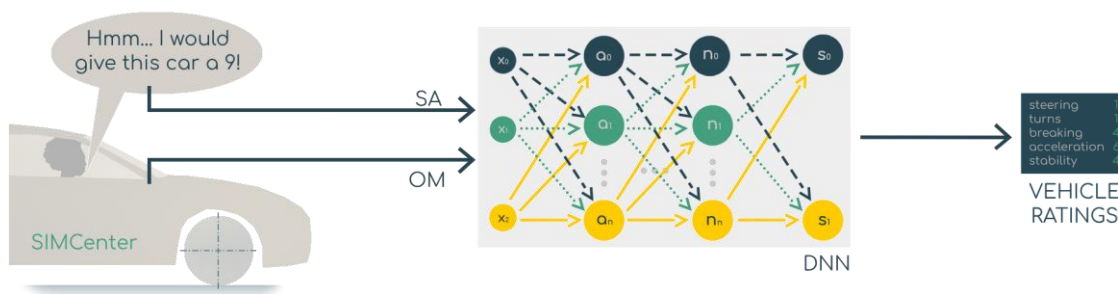 Hmm... I would
give this car a 9!
SIMCenter
SA
OM
x₀
x₁
x₂
a₀
a₁
aₙ
n₀
n₁
nₙ
s₀
s₁
DNN
steering
turns
breaking
acceleration
stability
VEHICLE
RATINGS